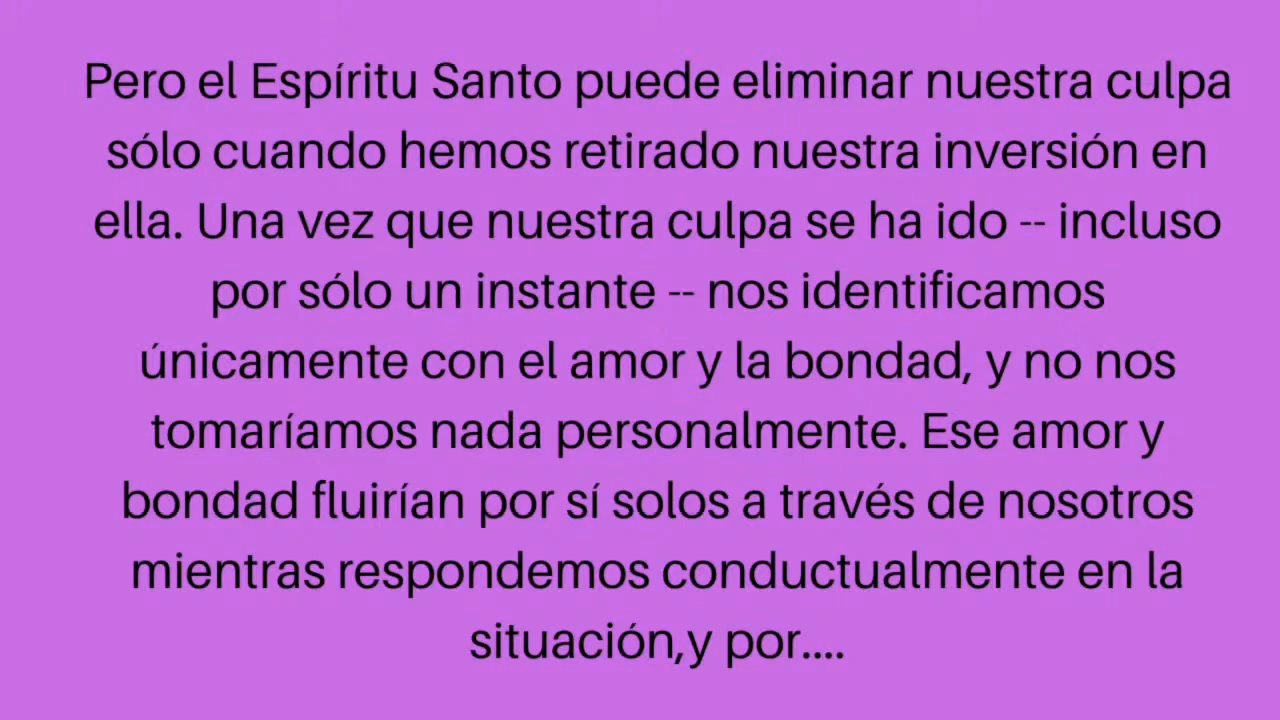 Pero el Espíritu Santo puede eliminar nuestra culpa
sólo cuando hemos retirado nuestra inversión en
ella. Una vez que nuestra culpa se ha ido -- incluso
por sólo un instante -- nos identificamos
únicamente con el amor y la bondad, y no nos
tomaríamos nada personalmente. Ese amor y
bondad fluirían por sí solos a través de nosotros
mientras respondemos conductualmente en la
situación,y por....